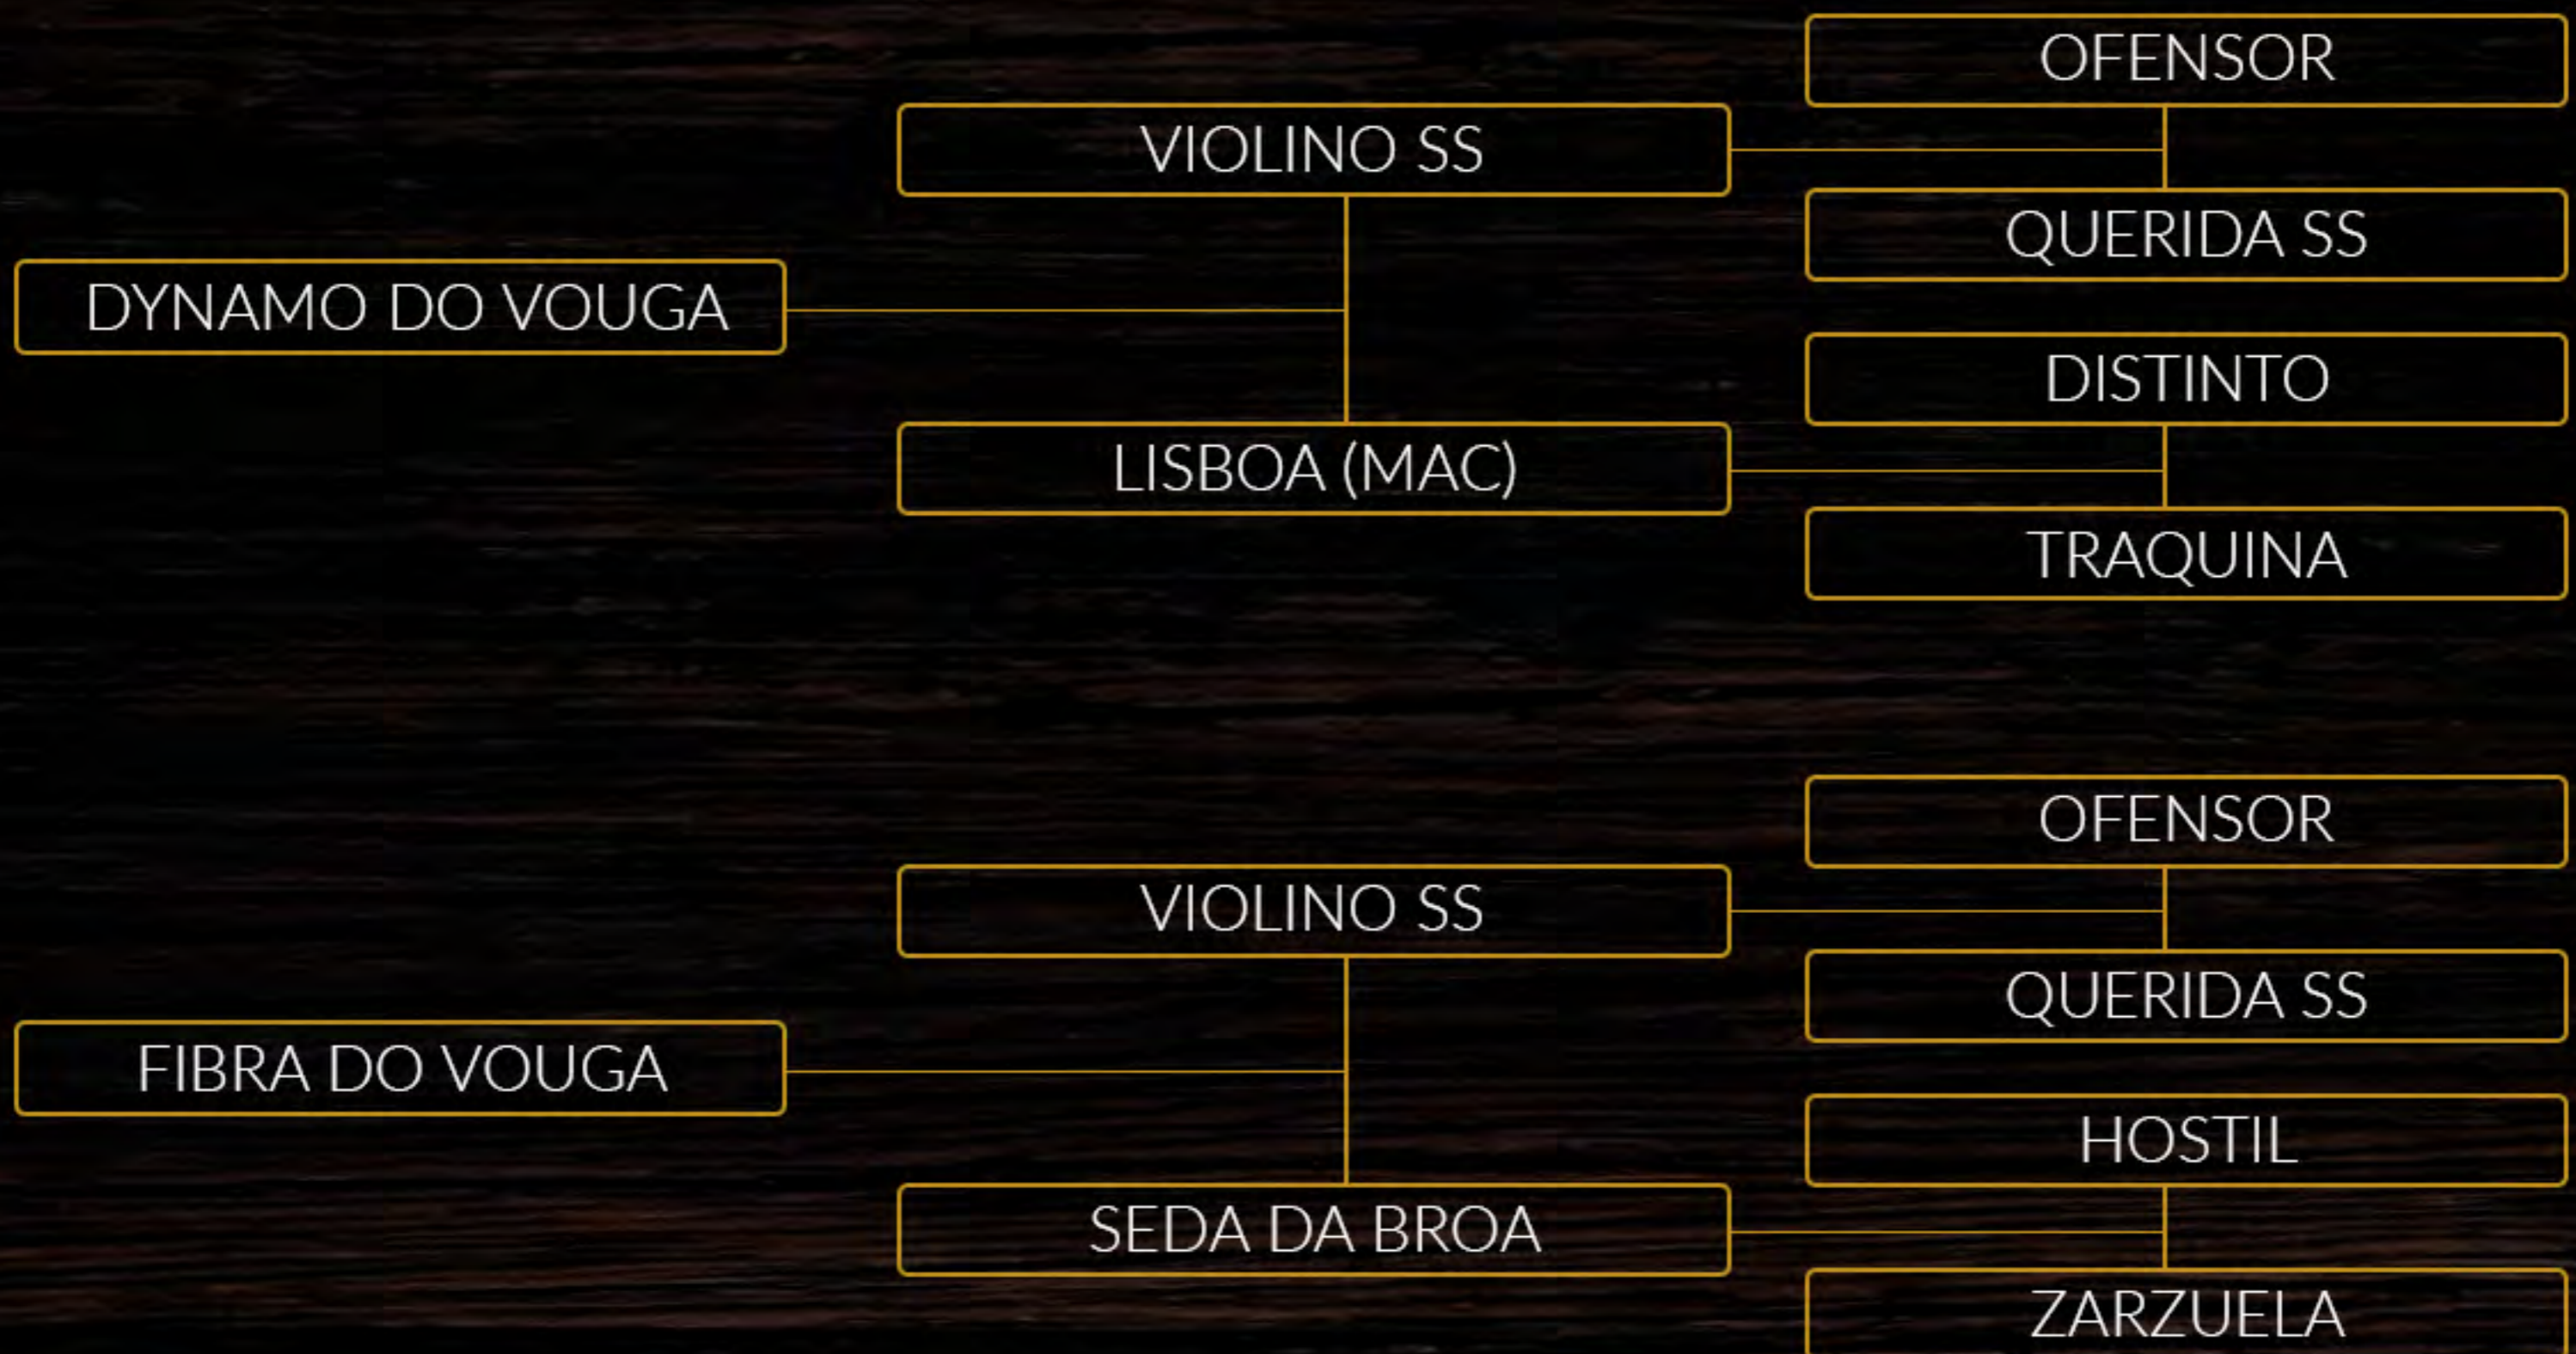 OFENSOR
VIOLINO SS
QUERIDA SS
DYNAMO DO VOUGA
DISTINTO
LISBOA (MAC)
TRAQUINA
OFENSOR
VIOLINO SS
QUERIDA SS
FIBRA DO VOUGA
HOSTIL
SEDA DA BROA
ZARZUELA